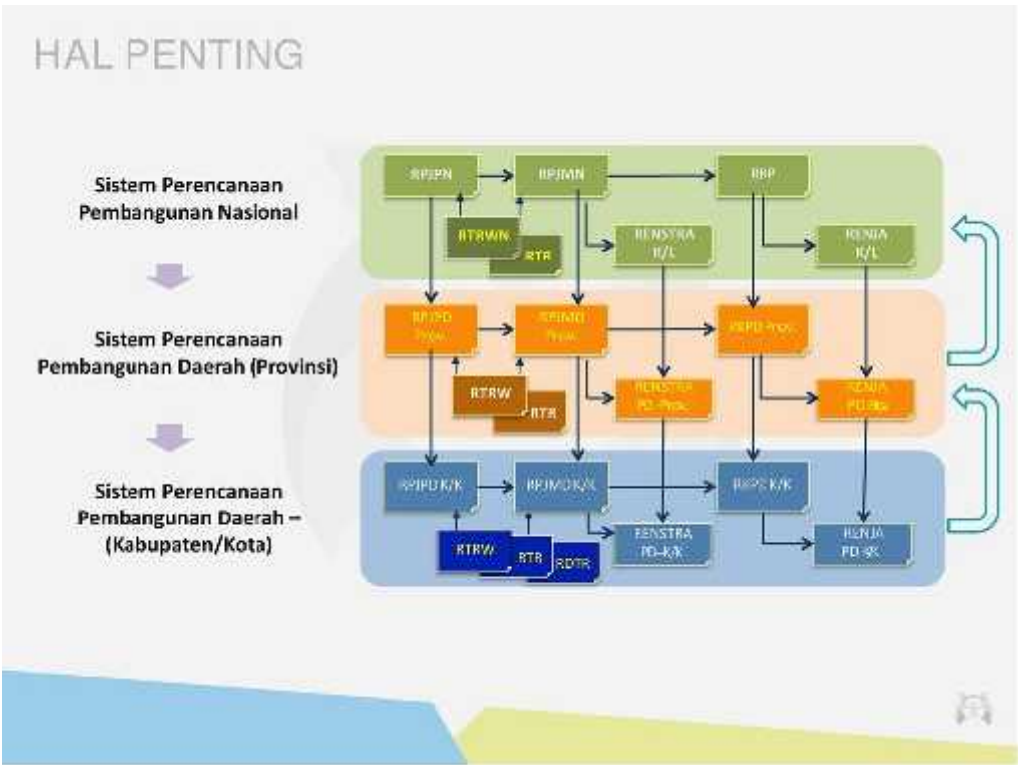 HAL PENTING
Sistem Perencanaan
Pembangunan Nasional
RPJPN
RPJMN
RKP
RTRWN
RTR
RENSTRA
K/L
RENJA
K/L
Sistem Perencanaan
Pembangunan Daerah (Provinsi)
RPJPD
Prov.
RPJMD
Prov.
RKPD Prov.
RTRW
RTR
RENSTRA
PD-Prov.
RENJA
Sistem Perencanaan
Pembangunan Daerah –
(Kabupaten/Kota)
RPJPD K/K
RPJMD K/K
RKPD K/K
RTRW
RTR
RDTR
RENSTRA
PD-K/K
RENJA
PD-K/K